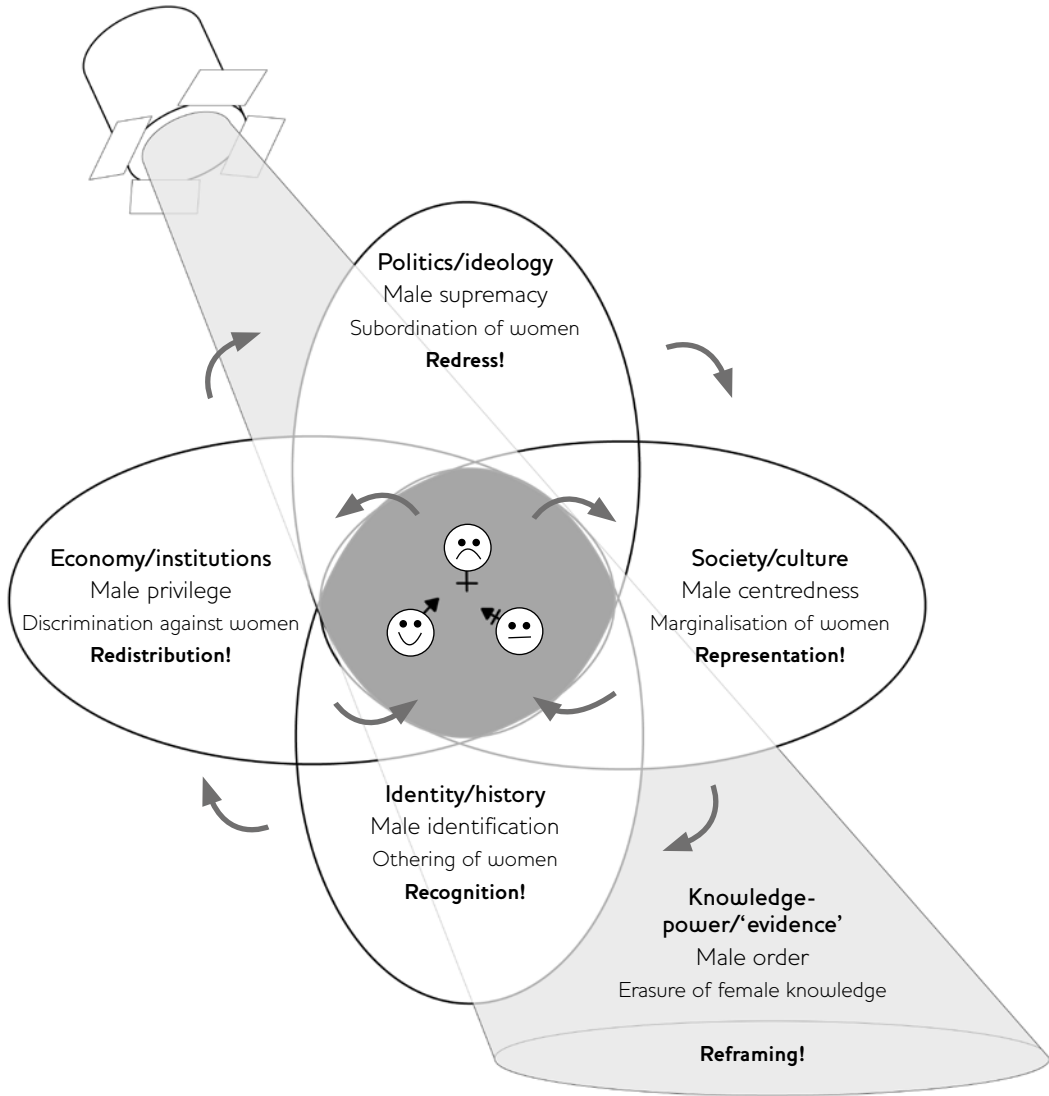 Politics/ideology
Male supremacy
Subordination of women
Redress!
Economy/institutions
Male privilege
Discrimination against women
Redistribution!
Society/culture
Male centredness
Marginalisation of women
Representation!
Identity/history
Male identification
Othering of women
Recognition!
Knowledge-
power/‘evidence’
Male order
Erasure of female knowledge
Reframing!